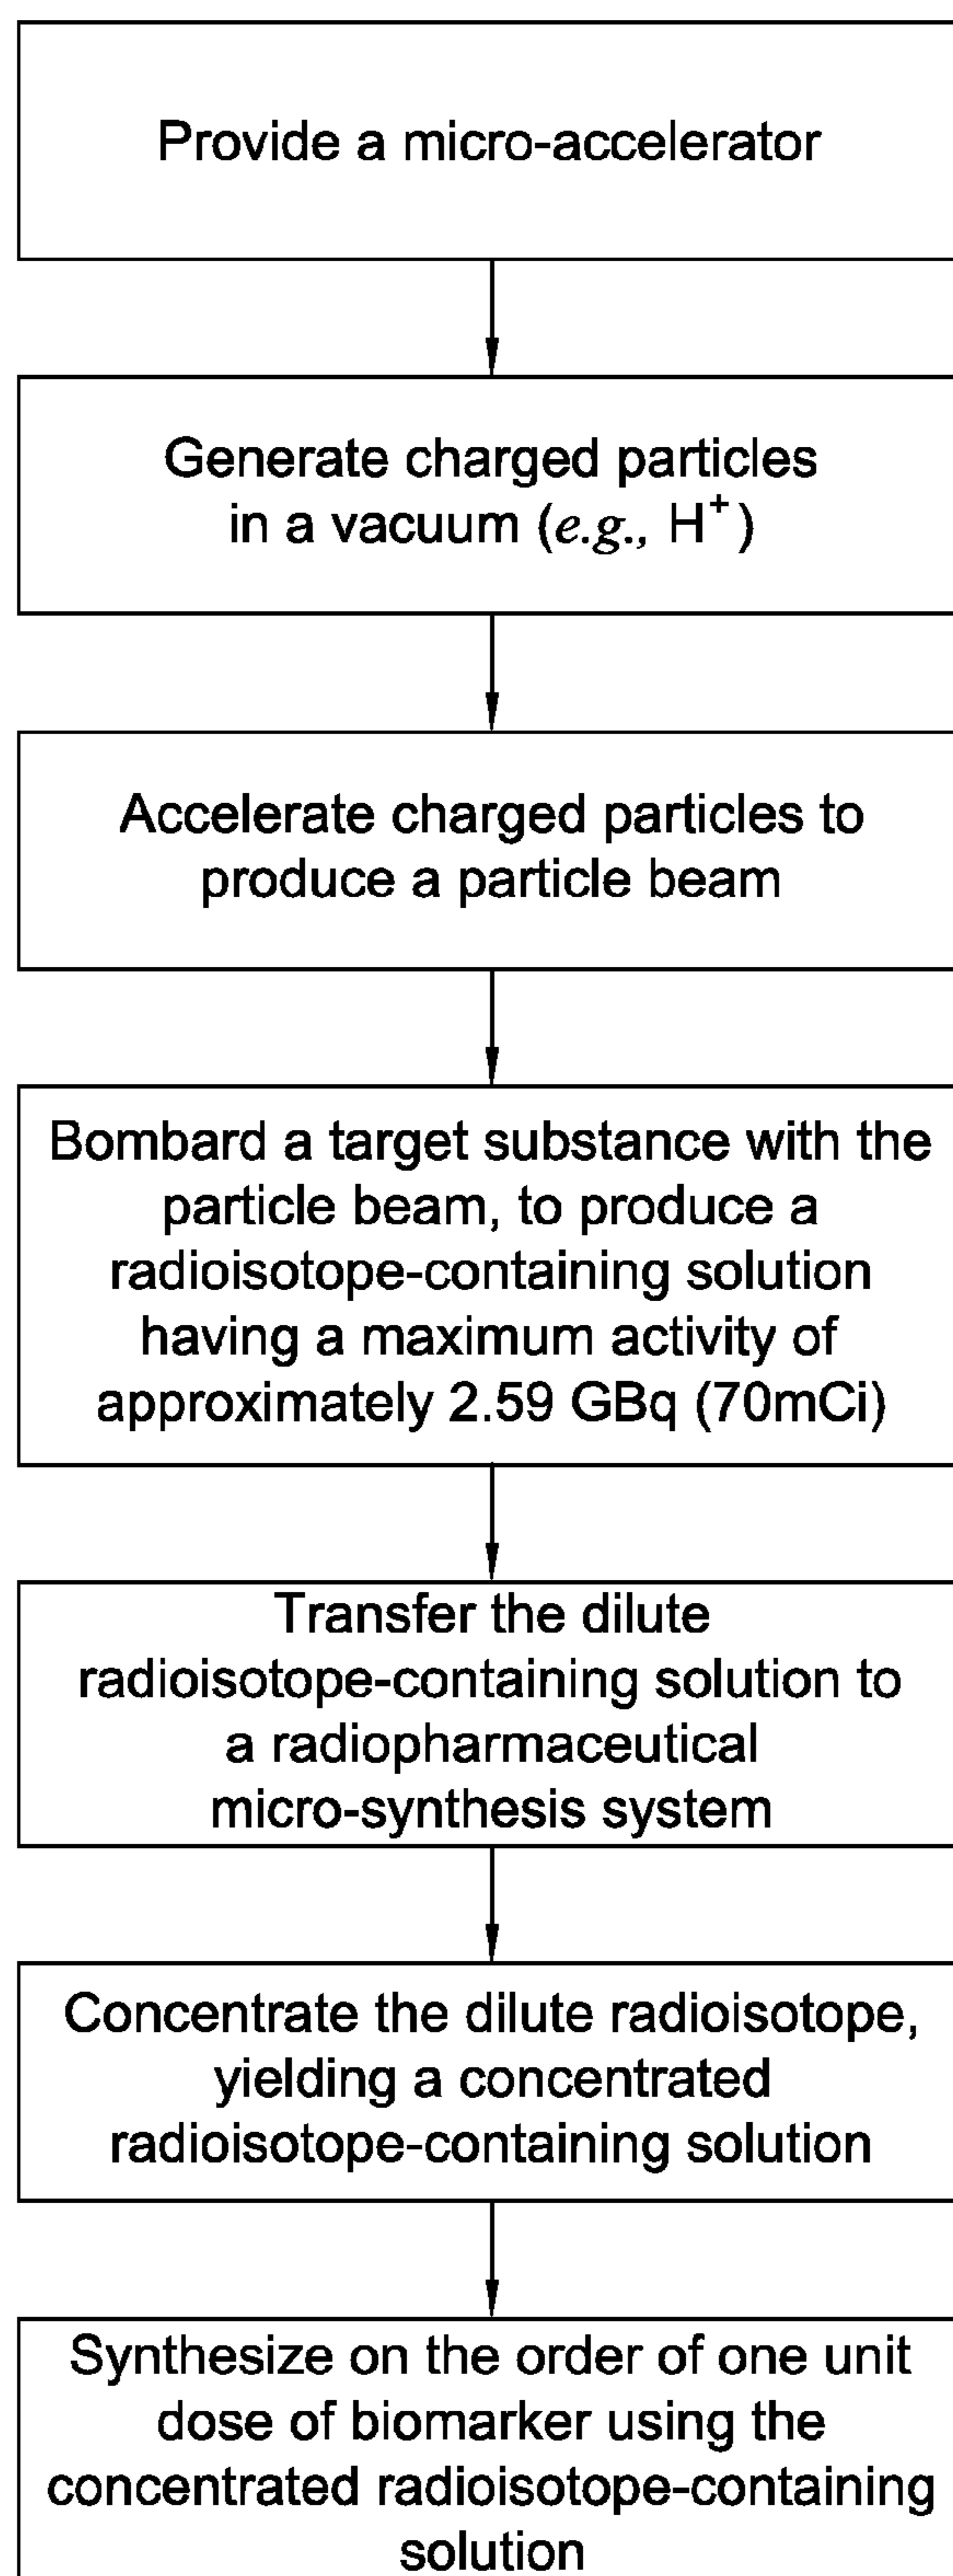 Provide a micro-accelerator
Generate charged particles
in a vacuum (e.g., H⁺)
Accelerate charged particles to
produce a particle beam
Bombard a target substance with the
particle beam, to produce a
radioisotope-containing solution
having a maximum activity of
approximately 2.59 GBq (70mCi)
Transfer the dilute
radioisotope-containing solution to
a radiopharmaceutical
micro-synthesis system
Concentrate the dilute radioisotope,
yielding a concentrated
radioisotope-containing solution
Synthesize on the order of one unit
dose of biomarker using the
concentrated radioisotope-containing
solution